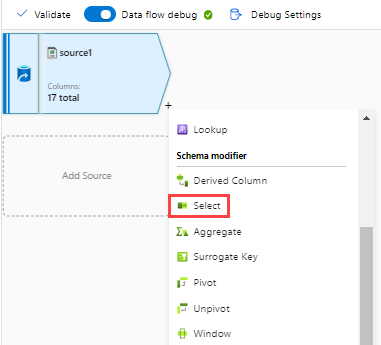 Validate Data flow debug Debug Settings
source1
Columns:
17 total
+
Add Source
Lookup
Schema modifier
Derived Column
Select
Aggregate
Surrogate Key
Pivot
Unpivot
Window